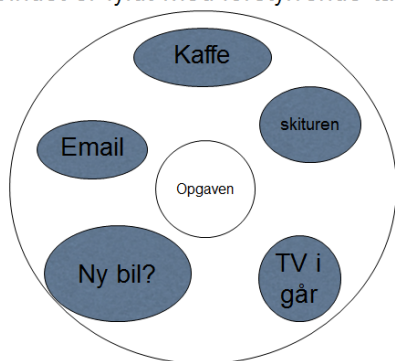 Kaffe
skituren
Email
Opgaven
Ny bil?
TV i
går